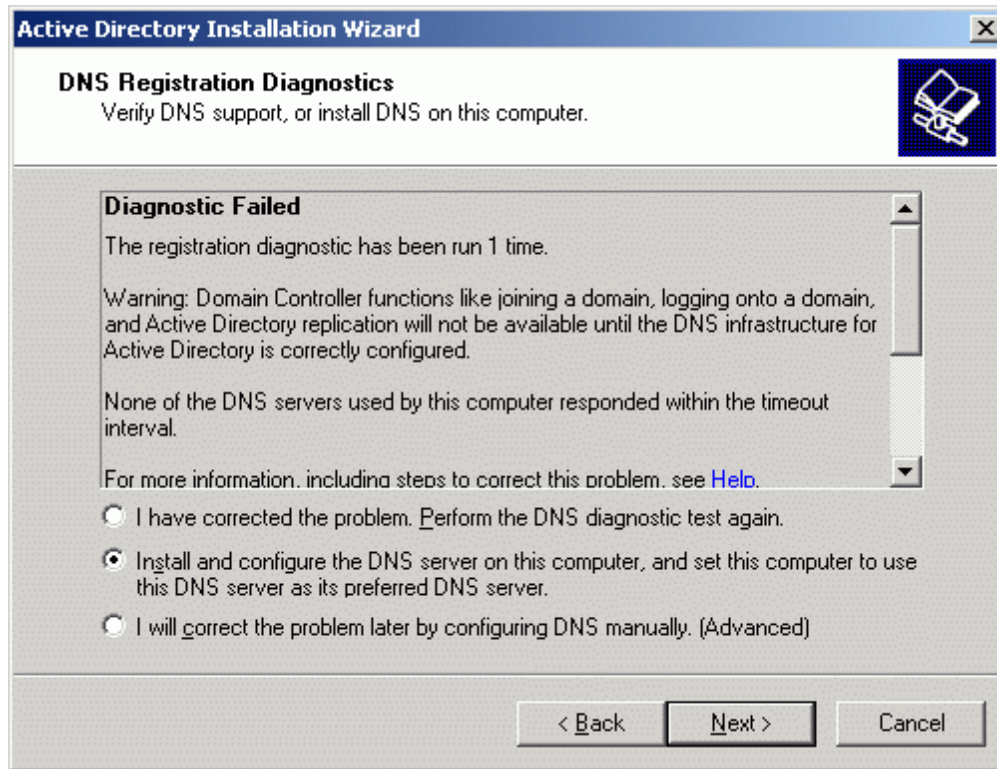 Active Directory Installation Wizard
DNS Registration Diagnostics
Verify DNS support, or install DNS on this computer.
Diagnostic Failed
The registration diagnostic has been run 1 time.
Warning: Domain Controller functions like joining a domain, logging onto a domain,
and Active Directory replication will not be available until the DNS infrastructure for
Active Directory is correctly configured.
None of the DNS servers used by this computer responded within the timeout
interval.
For more information, including steps to correct this problem, see Help.
I have corrected the problem. Perform the DNS diagnostic test again.
Install and configure the DNS server on this computer, and set this computer to use
this DNS server as its preferred DNS server.
I will correct the problem later by configuring DNS manually. (Advanced)
< Back
Next >
Cancel